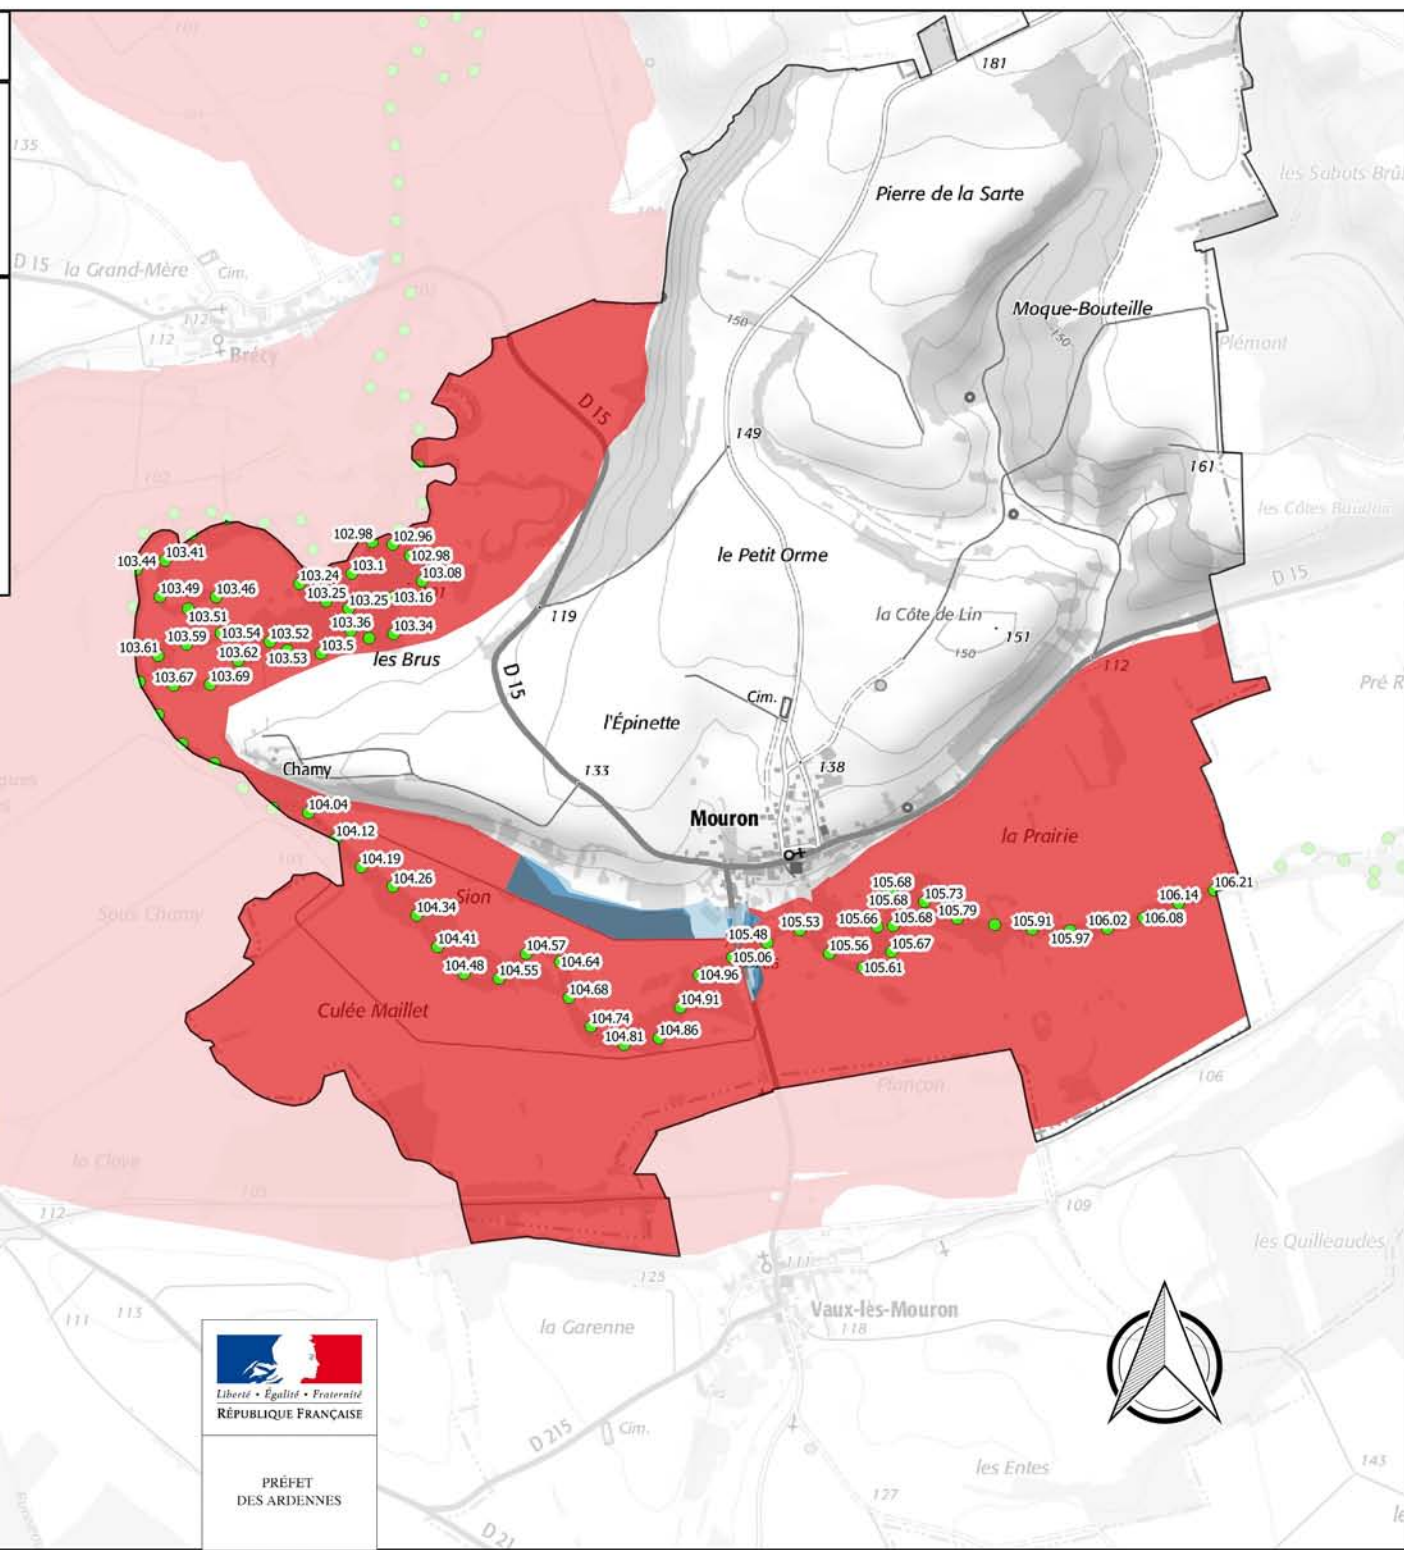 181
Pierre de la Sarte
les Sabots Brû
135
D 15
la Grand-Mère
Cim.
112
112
Brécy
Moque-Bouteille
150
150
Plémont
D 15
149
161
102
les Côtes
102.98
102.96
103.41
103.44
102.98
103.1
103.24
103.08
le Petit Orme
D 15
103.49
103.46
103.25
103.25
103.16
103.51
119
la Côte de Lin
103.36
103.34
151
103.59
103.54
103.52
103.61
103.62
103.53
103.5
les Brus
150
112
103.67
103.69
D 15
Pré R
Cim.
l'Épinette
Chamy
133
138
104.04
Mouron
104.12
la Prairie
103
104.19
104.26
Sion
105.68
105.73
106.21
106.14
Sous Chamy
104.34
105.68
105.79
105.53
105.66
105.68
105.91
106.02
106.08
105.48
105.97
104.41
104.57
105.06
105.56
105.67
104.64
104.48
104.55
104.96
105.61
104.68
104.91
Culée Maillet
104.74
104.81
104.86
Plançon
106
la Claye
103
112
109
les Quilleaudes
111
125
111
113
la Garenne
Vaux-lès-Mouron
118
Liberté • Égalité • Fraternité
RÉPUBLIQUE FRANÇAISE
D 215
Cim.
PRÉFET
DES ARDENNES
les Entes
143
127
D 21